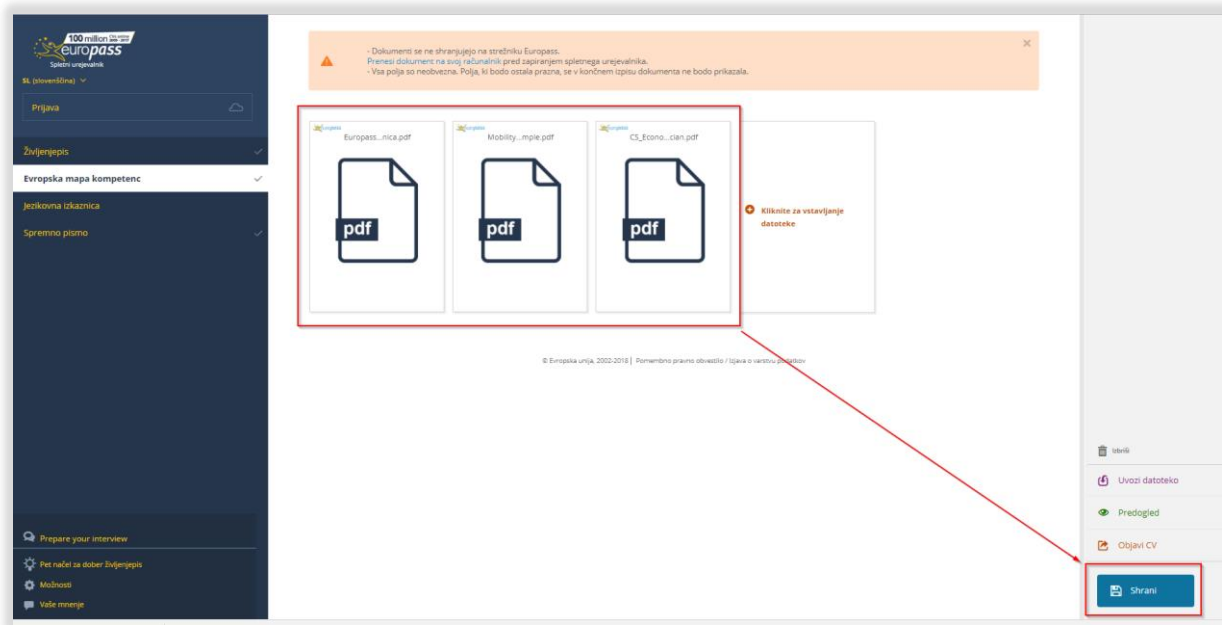 100 million
europass
Spletni urejevalnik
SL (slovenščina)
Prijava
Življenjepis
Evropska mapa kompetenc
Jezikovna izkaznica
Spremno pismo
Prepare your interview
Pet načel za dober življenjepis
Možnosti
Vaše mnenje
- Dokumenti se ne shranjujejo na strežniku Europass.
Prenesi dokument na svoj računalnik pred zapiranjem spletnega urejevalnika.
- Vsa polja so neobvezna. Polja, ki bodo ostala prazna, se v končnem izpisu dokumenta ne bodo prikazala.
Europass...nica.pdf
pdf
Mobility...mple.pdf
pdf
CS_Econo...cian.pdf
pdf
Kliknite za vstavljanje
datoteke
© Evropska unija, 2002-2018 | Pomembno pravno obvestilo / Izjava o varstvu podatkov
Izbriši
Uvozi datoteko
Predogled
Objavi CV
Shrani